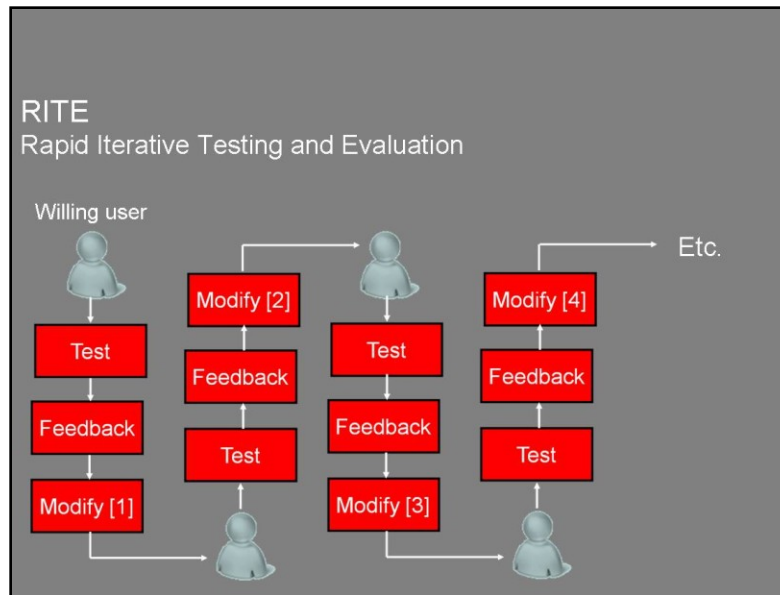 RITE
Rapid Iterative Testing and Evaluation
Willing user
Test
Feedback
Modify [1]
Test
Feedback
Modify [2]
Test
Feedback
Modify [3]
Test
Feedback
Modify [4]
Etc.